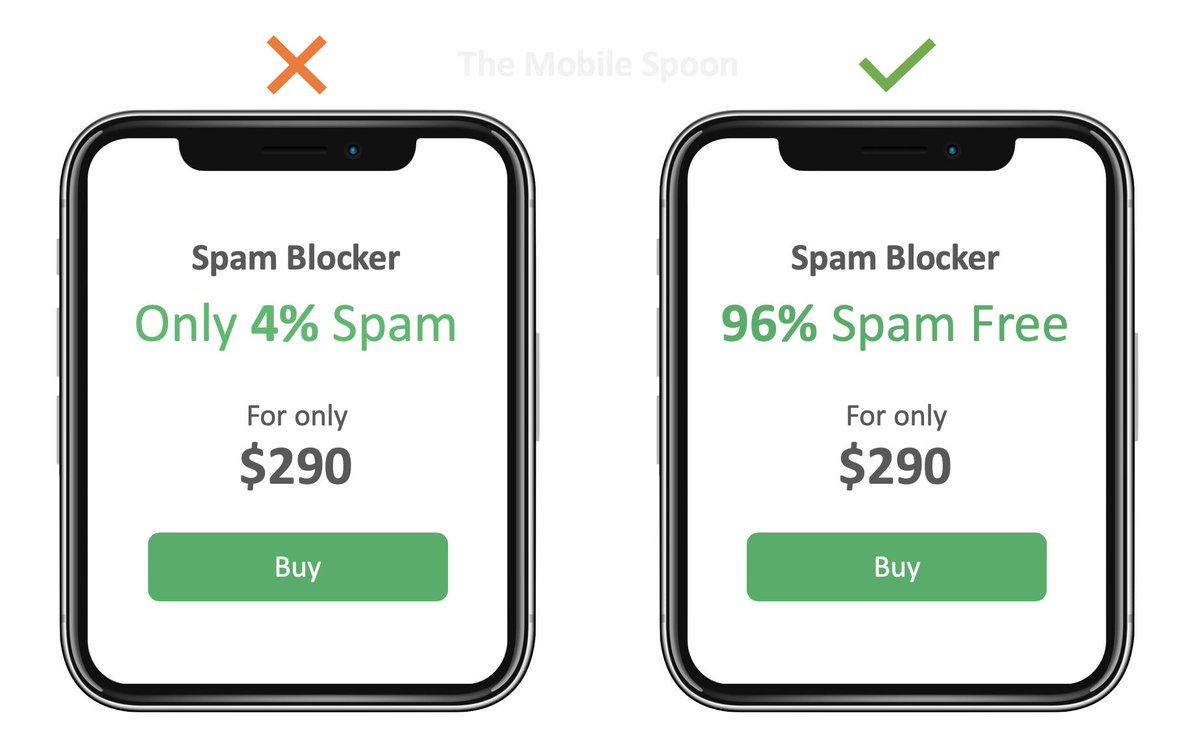 The Mobile Spoon
Spam Blocker
Only 4% Spam
For only
$290
Buy
Spam Blocker
96% Spam Free
For only
$290
Buy